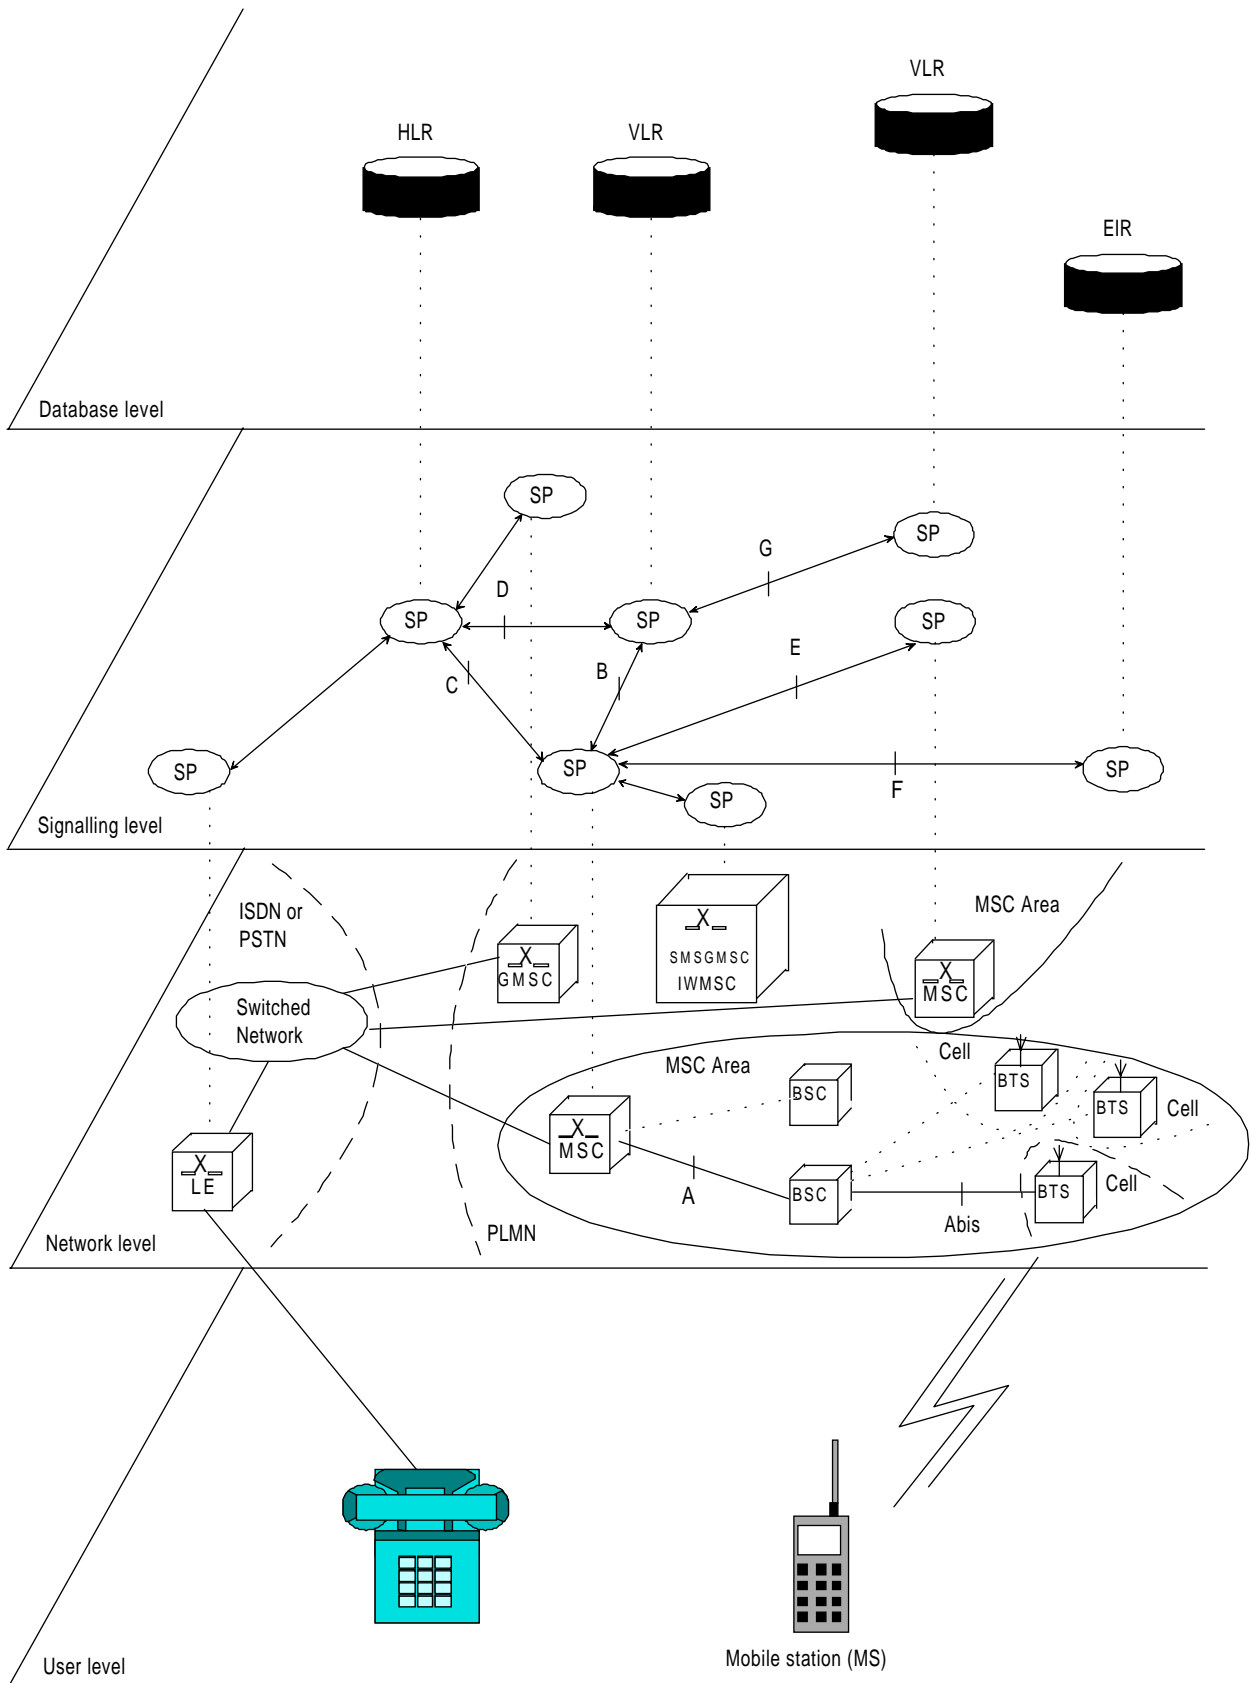 VLR
HLR
VLR
EIR
Database level
SP
SP
G
D
SP
SP
SP
E
C
B
SP
SP
SP
SP
F
Signalling level
ISDN or
PSTN
MSC Area
X
SMSGMSC
IWMSC
X
GMSC
X
MSC
Switched
Network
Cell
MSC Area
BTS
BSC
BTS
Cell
X
MSC
X
LE
A
BSC
BTS
Cell
Abis
PLMN
Network level
Mobile station (MS)
User level